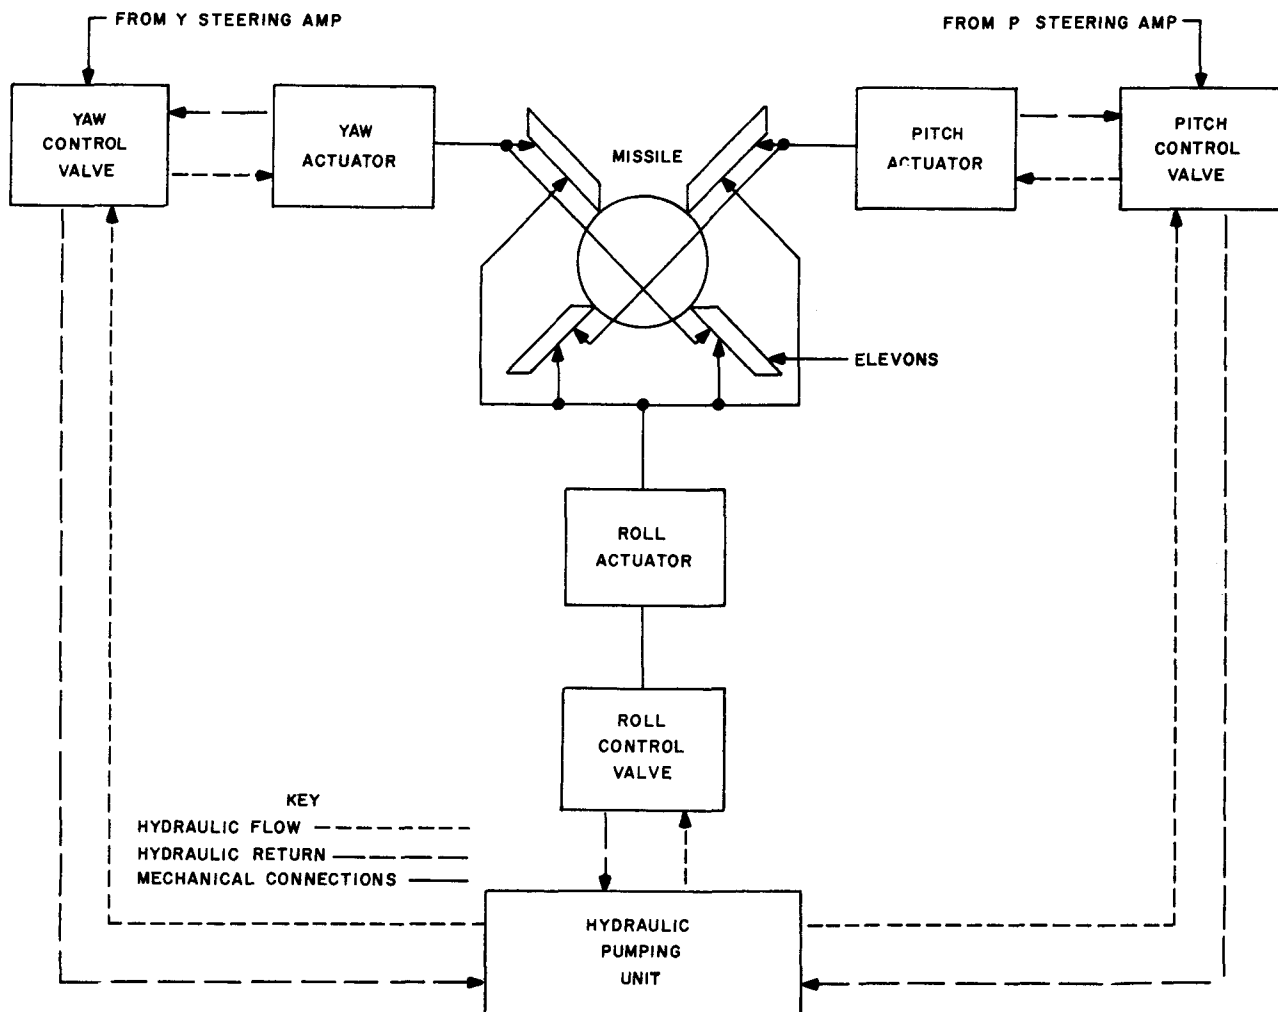 FROM Y STEERING AMP
FROM P STEERING AMP
YAW
CONTROL
VALVE
YAW
ACTUATOR
MISSILE
PITCH
ACTUATOR
PITCH
CONTROL
VALVE
ELEVONS
ROLL
ACTUATOR
ROLL
CONTROL
VALVE
KEY
HYDRAULIC FLOW
HYDRAULIC RETURN
MECHANICAL CONNECTIONS
HYDRAULIC
PUMPING
UNIT